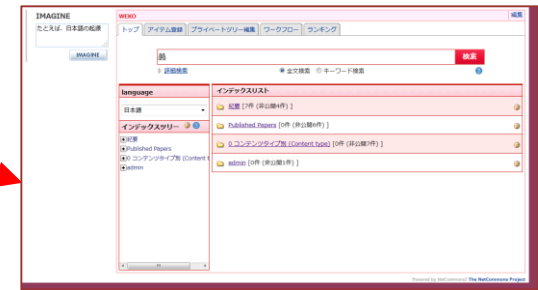 IMAGINE
たとえば、日本語の起源
IMAGINE
WEKO
編集
トップ アイテム登録 プライベートツリー編集 ワークフロー ランキング
検索
詳細検索
全文検索 キーワード検索
language
日本語
インデックスツリー
紀要
Published Papers
0 コンテンツタイプ別 (Content t
admin
インデックスリスト
紀要 [7件 (非公開4件) ]
Published Papers [0件 (非公開6件) ]
0 コンテンツタイプ別 (Content type) [0件 (非公開7件) ]
admin [0件 (非公開1件) ]
Powered by NetCommons2 The NetCommons Project